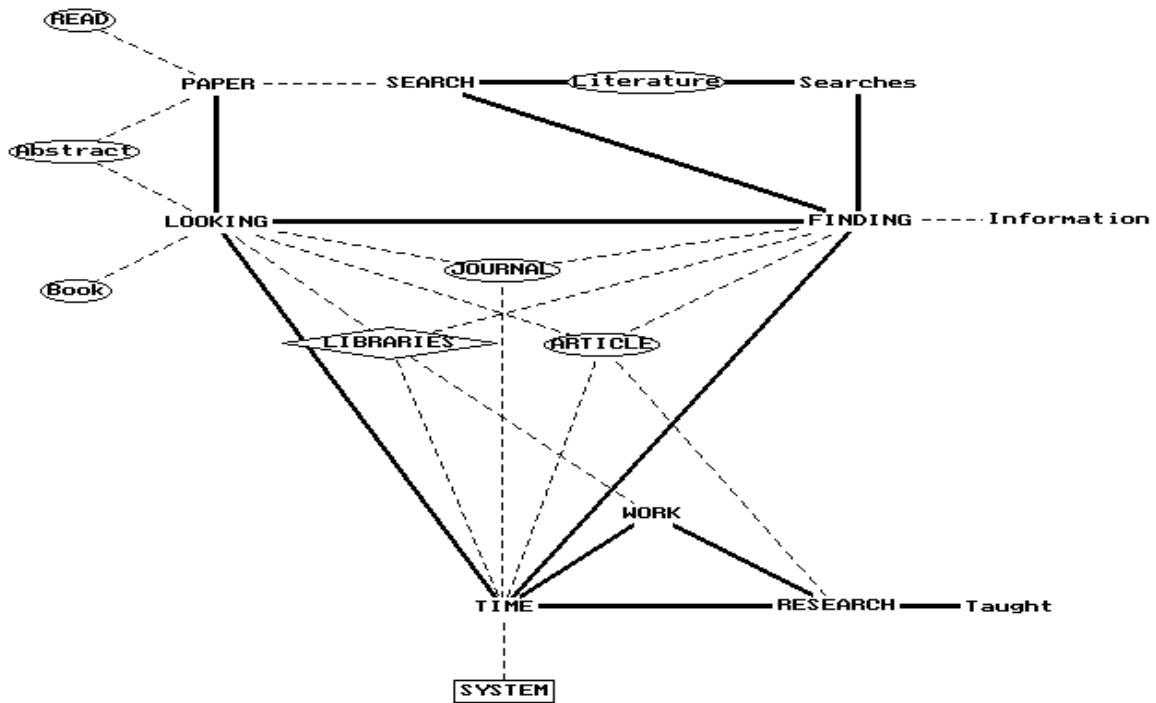 READ
PAPER SEARCH Literature Searches
Abstract
LOOKING FINDING Information
JOURNAL
Book
LIBRARIES ARTICLE
WORK
TIME RESEARCH Taught
SYSTEM